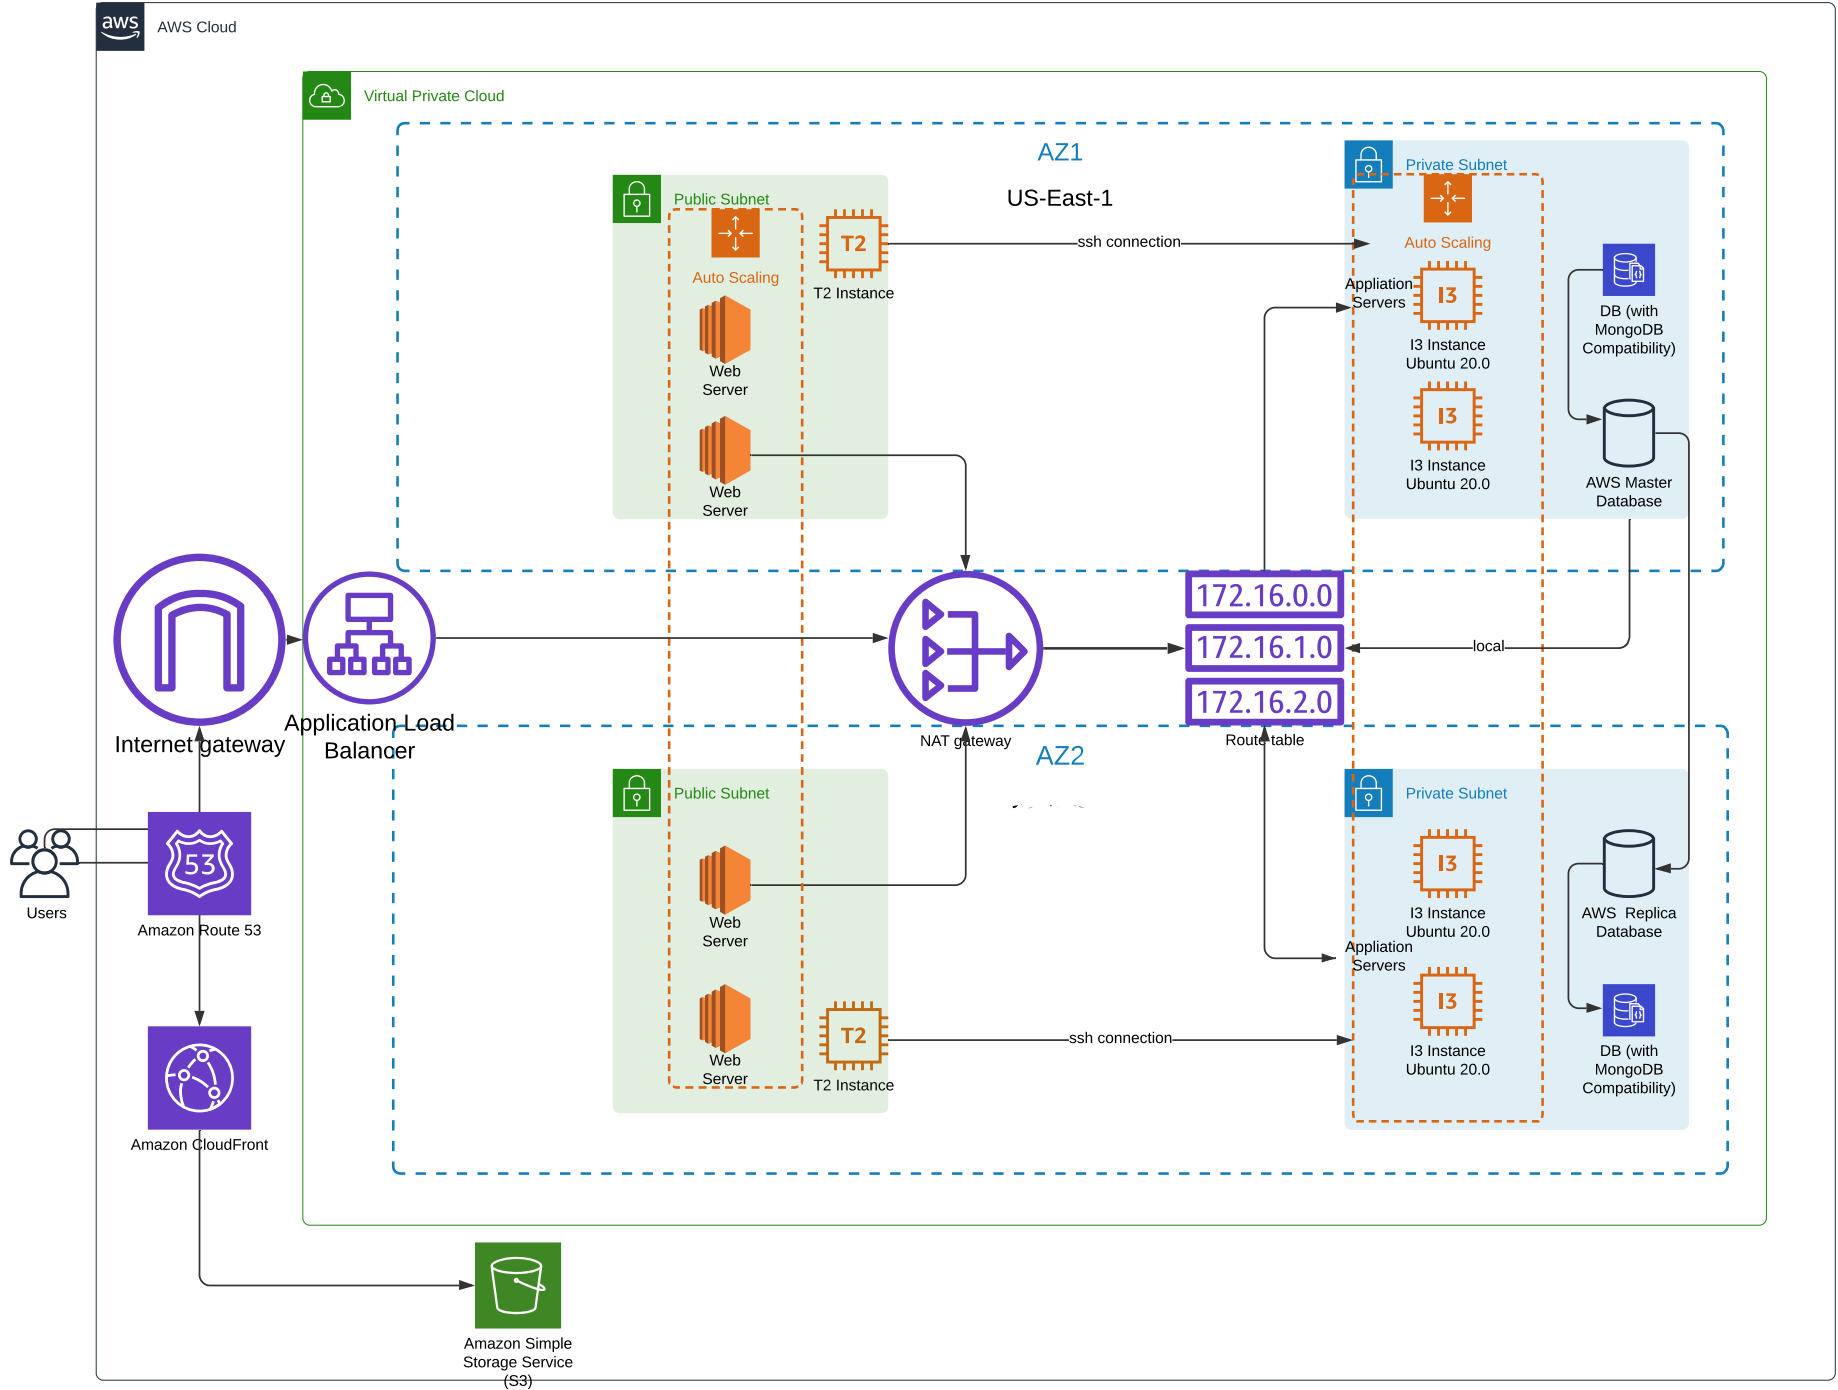 aws
AWS Cloud
Virtual Private Cloud
AZ1
US-East-1
Public Subnet
Auto Scaling
T2
T2 Instance
Web
Server
Web
Server
ssh connection
Private Subnet
Auto Scaling
Appliation
Servers
I3
I3 Instance
Ubuntu 20.0
I3
I3 Instance
Ubuntu 20.0
DB (with
MongoDB
Compatibility)
AWS Master
Database
Internet gateway
Application Load
Balancer
NAT gateway
172.16.0.0
172.16.1.0
172.16.2.0
Route table
local
AZ2
Public Subnet
Web
Server
Web
Server
T2
T2 Instance
ssh connection
Private Subnet
I3
I3 Instance
Ubuntu 20.0
Appliation
Servers
I3
I3 Instance
Ubuntu 20.0
AWS  Replica
Database
DB (with
MongoDB
Compatibility)
Users
53
Amazon Route 53
Amazon CloudFront
Amazon Simple
Storage Service
(S3)